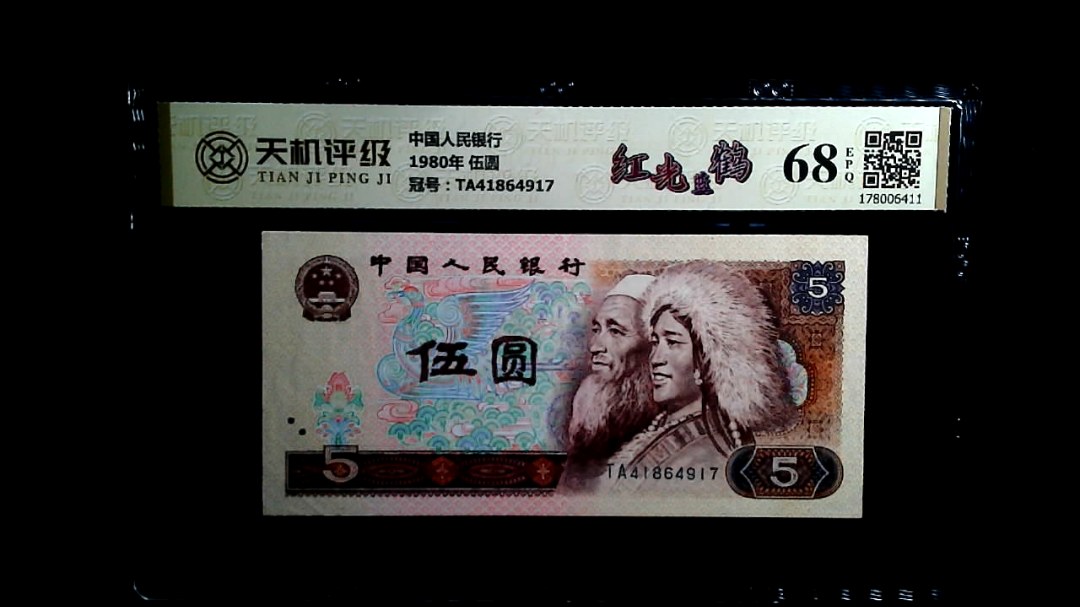 天机评级
TIAN JI PING JI
中国人民银行
1980年 伍圆
冠号：TA41864917
红光蓝鹤
68
EPQ
178006411
中国人民银行
5
伍圆
5
TA41864917
5